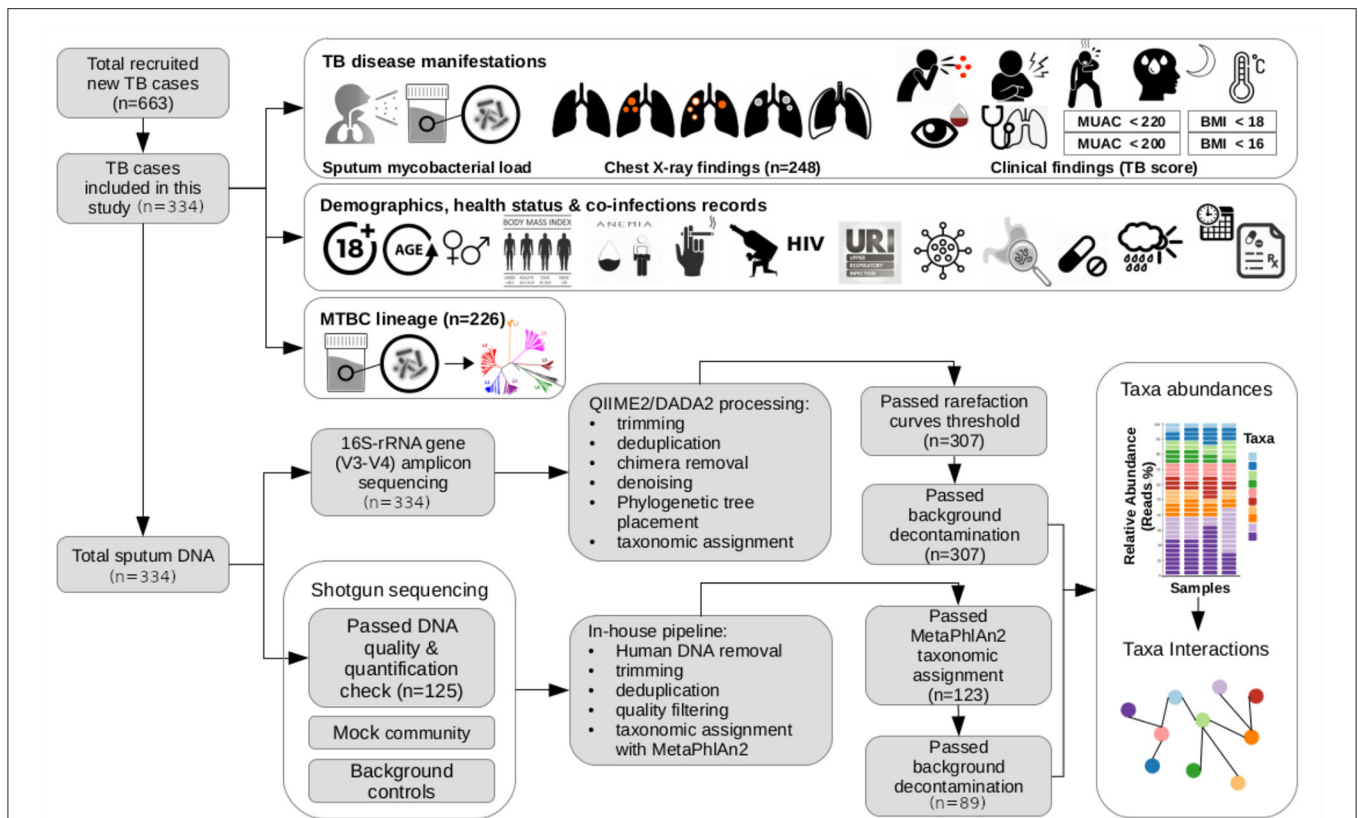 Total recruited
new TB cases
(n=663)
TB cases
included in this
study (n=334)
Total sputum DNA
(n=334)
TB disease manifestations
°C
MUAC < 220
BMI < 18
MUAC < 200
BMI < 16
Sputum mycobacterial load
Chest X-ray findings (n=248)
Clinical findings (TB score)
Demographics, health status & co-infections records
18+
AGE
BODY MASS INDEX
ANEMIA
HIV
URI
UPPER
RESPIRATORY
INFECTION
Rx
MTBC lineage (n=226)
16S-rRNA gene
(V3-V4) amplicon
sequencing
(n=334)
QIIME2/DADA2 processing:
• trimming
• deduplication
• chimera removal
• denoising
• Phylogenetic tree
placement
• taxonomic assignment
Passed rarefaction
curves threshold
(n=307)
Passed
background
decontamination
(n=307)
Shotgun sequencing
Passed DNA
quality &
quantification
check (n=125)
Mock community
Background
controls
In-house pipeline:
• Human DNA removal
• trimming
• deduplication
• quality filtering
• taxonomic assignment
with MetaPhlAn2
Passed
MetaPhlAn2
taxonomic
assignment
(n=123)
Passed
background
decontamination
(n=89)
Taxa abundances
Relative Abundance
(Reads %)
Taxa
Samples
Taxa Interactions